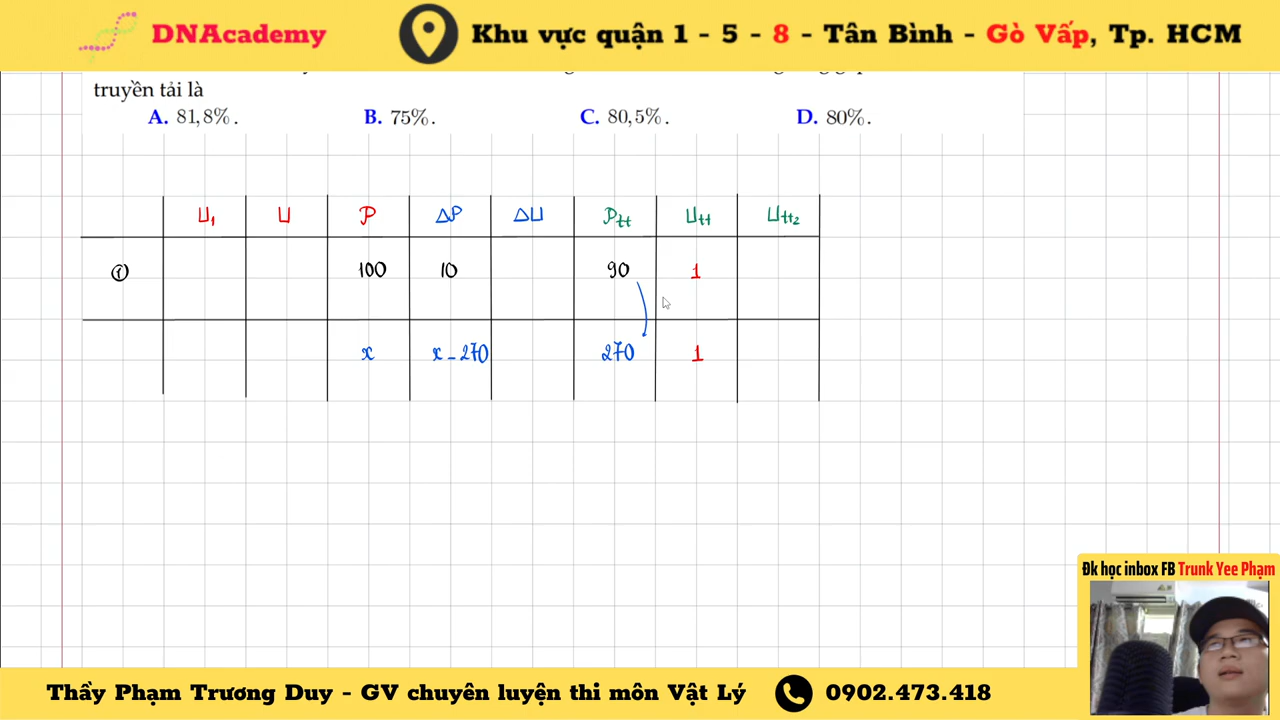 DNAcademy
Khu vực quận 1 - 5 - 8 - Tân Bình - Gò Vấp, Tp. HCM
truyền tải là
A. 81,8%. B. 75%. C. 80,5%. D. 80%.
U₁ U P ΔP ΔU Ptt Utt Utt₂
① 100 10 90 1
x x - 270 270 1
Đk học inbox FB Trunk Yee Phạm
Thầy Phạm Trương Duy - GV chuyên luyện thi môn Vật Lý 0902.473.418